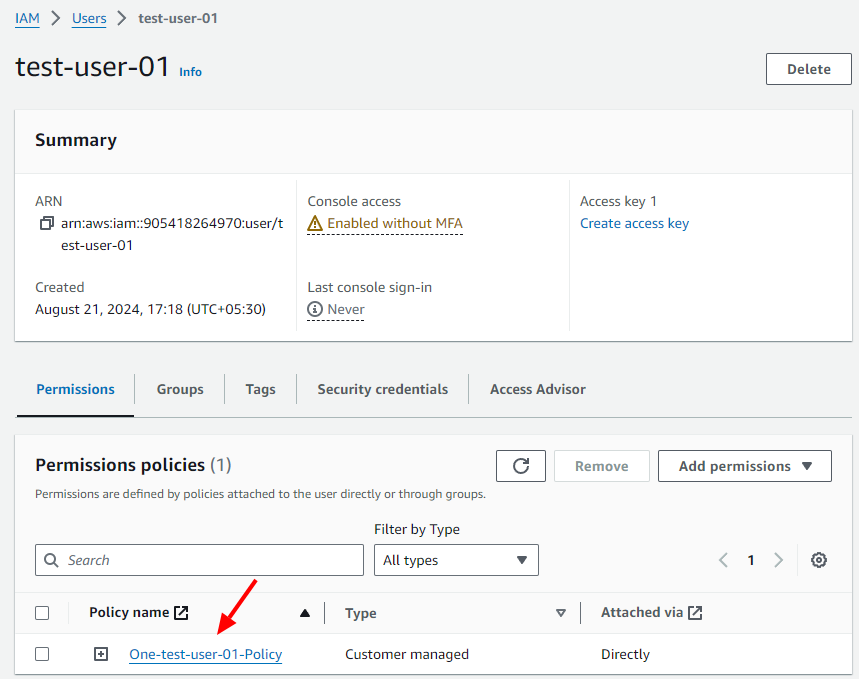 IAM > Users > test-user-01
test-user-01 Info
Delete
Summary
ARN
arn:aws:iam::905418264970:user/t
est-user-01
Console access
Enabled without MFA
Access key 1
Create access key
Created
August 21, 2024, 17:18 (UTC+05:30)
Last console sign-in
Never
Permissions
Groups
Tags
Security credentials
Access Advisor
Permissions policies (1)
Remove
Add permissions
Permissions are defined by policies attached to the user directly or through groups.
Filter by Type
Search
All types
1
Policy name
Type
Attached via
One-test-user-01-Policy
Customer managed
Directly